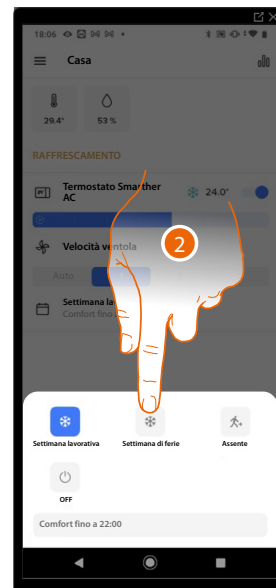 18:06
Casa
29.4° 53 %
RAFFRESCAMENTO
Termostato Smarther
AC
24.0°
Velocità ventola
2
Auto
Settimana la
Comfort fino
Settimana lavorativa Settimana di ferie Assente
OFF
Comfort fino a 22:00